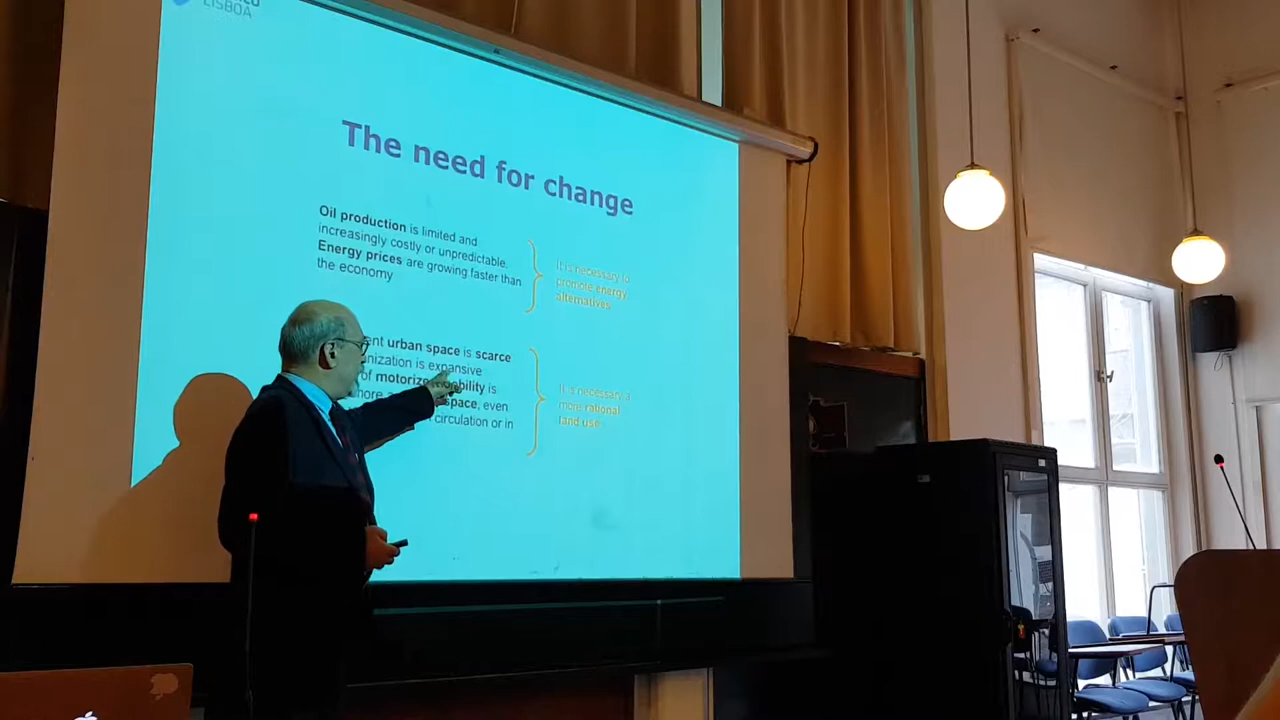 LISBOA
The need for change
Oil production is limited and
increasingly costly or unpredictable.
Energy prices are growing faster than
the economy
It is necessary to
promote energy
alternatives
urban space is scarce
is expansive
of motorized mobility is
space, even
circulation or in
It is necessary a
more rational
land use